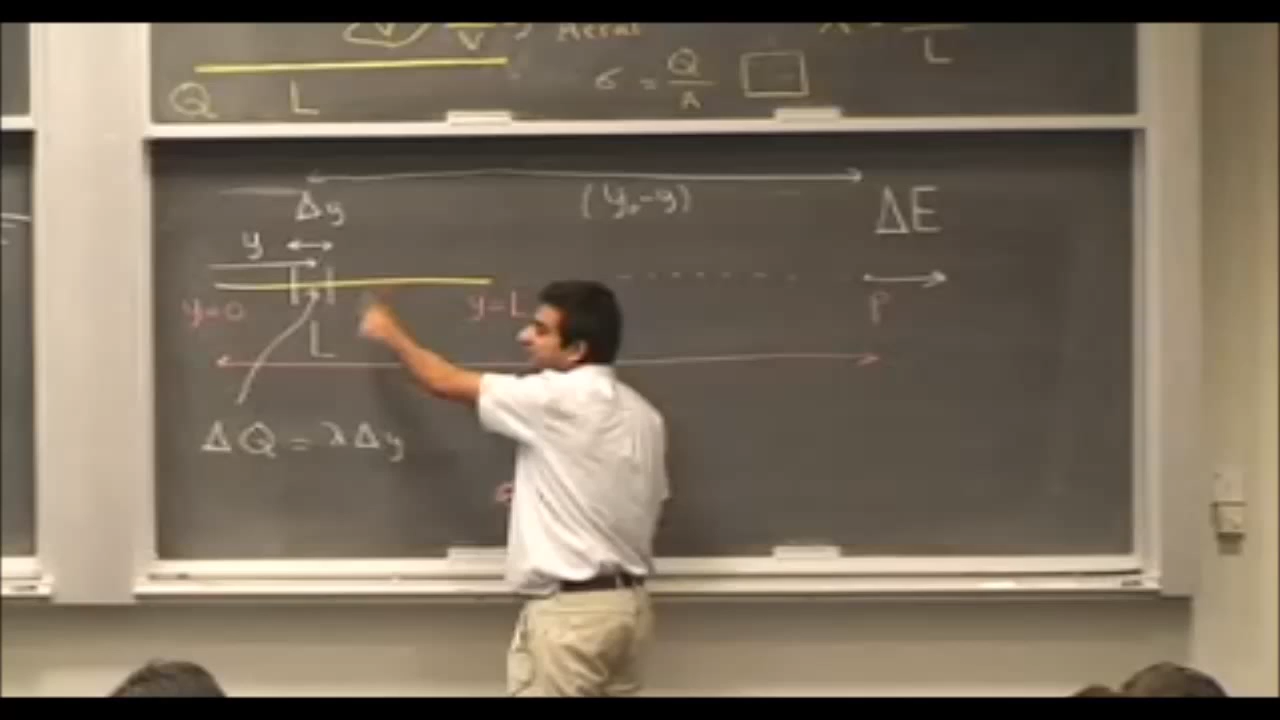 σ = Q/A
L
Q L
Δy
(y₀-y)
ΔE
y
y=0
y=L
P
L
ΔQ = λΔy